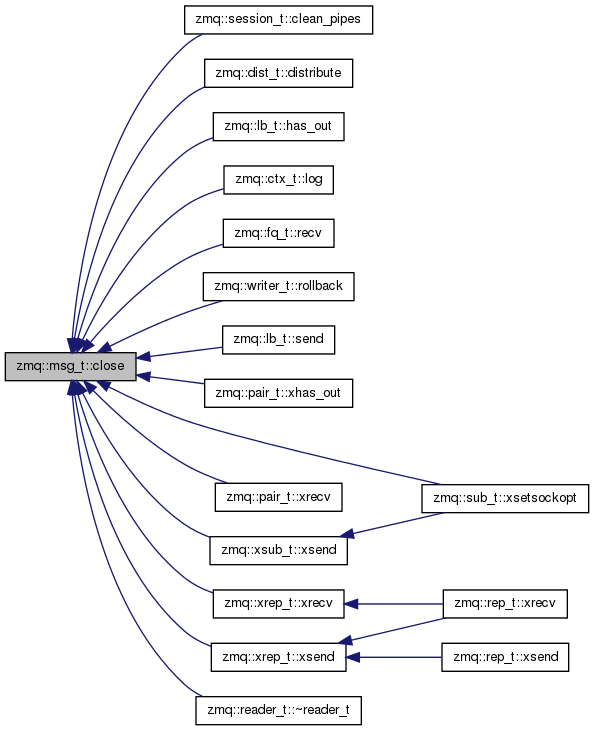 zmq::session_t::clean_pipes
zmq::dist_t::distribute
zmq::lb_t::has_out
zmq::ctx_t::log
zmq::fq_t::recv
zmq::writer_t::rollback
zmq::lb_t::send
zmq::msg_t::close
zmq::pair_t::xhas_out
zmq::pair_t::xrecv
zmq::sub_t::xsetsockopt
zmq::xsub_t::xsend
zmq::xrep_t::xrecv
zmq::rep_t::xrecv
zmq::xrep_t::xsend
zmq::rep_t::xsend
zmq::reader_t::~reader_t